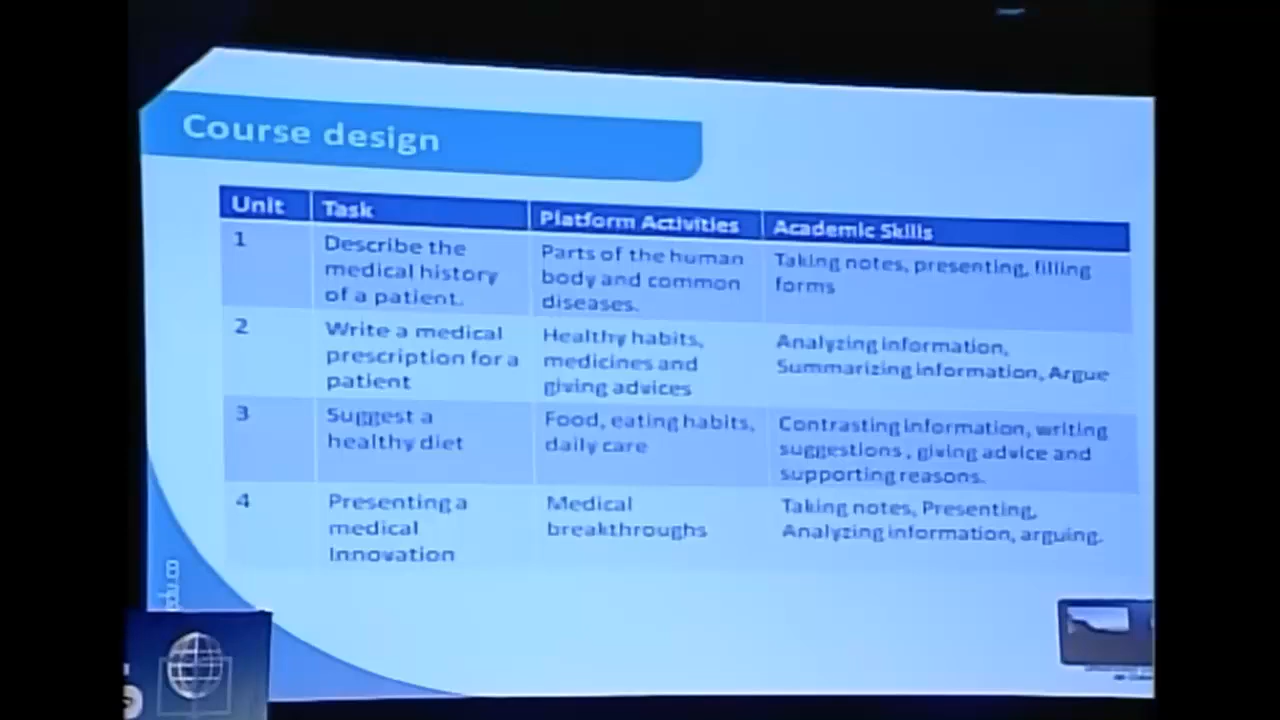 Course design
Unit Task Platform Activities Academic Skills
1 Describe the Parts of the human Taking notes, presenting, filling
medical history body and common forms
of a patient. diseases.
2 Write a medical Healthy habits, Analyzing information,
prescription for a medicines and Summarizing information, Argue
patient giving advices
3 Suggest a Food, eating habits, Contrasting information, writing
healthy diet daily care suggestions , giving advice and
supporting reasons.
4 Presenting a Medical Taking notes, Presenting,
medical breakthroughs Analyzing information, arguing.
Innovation